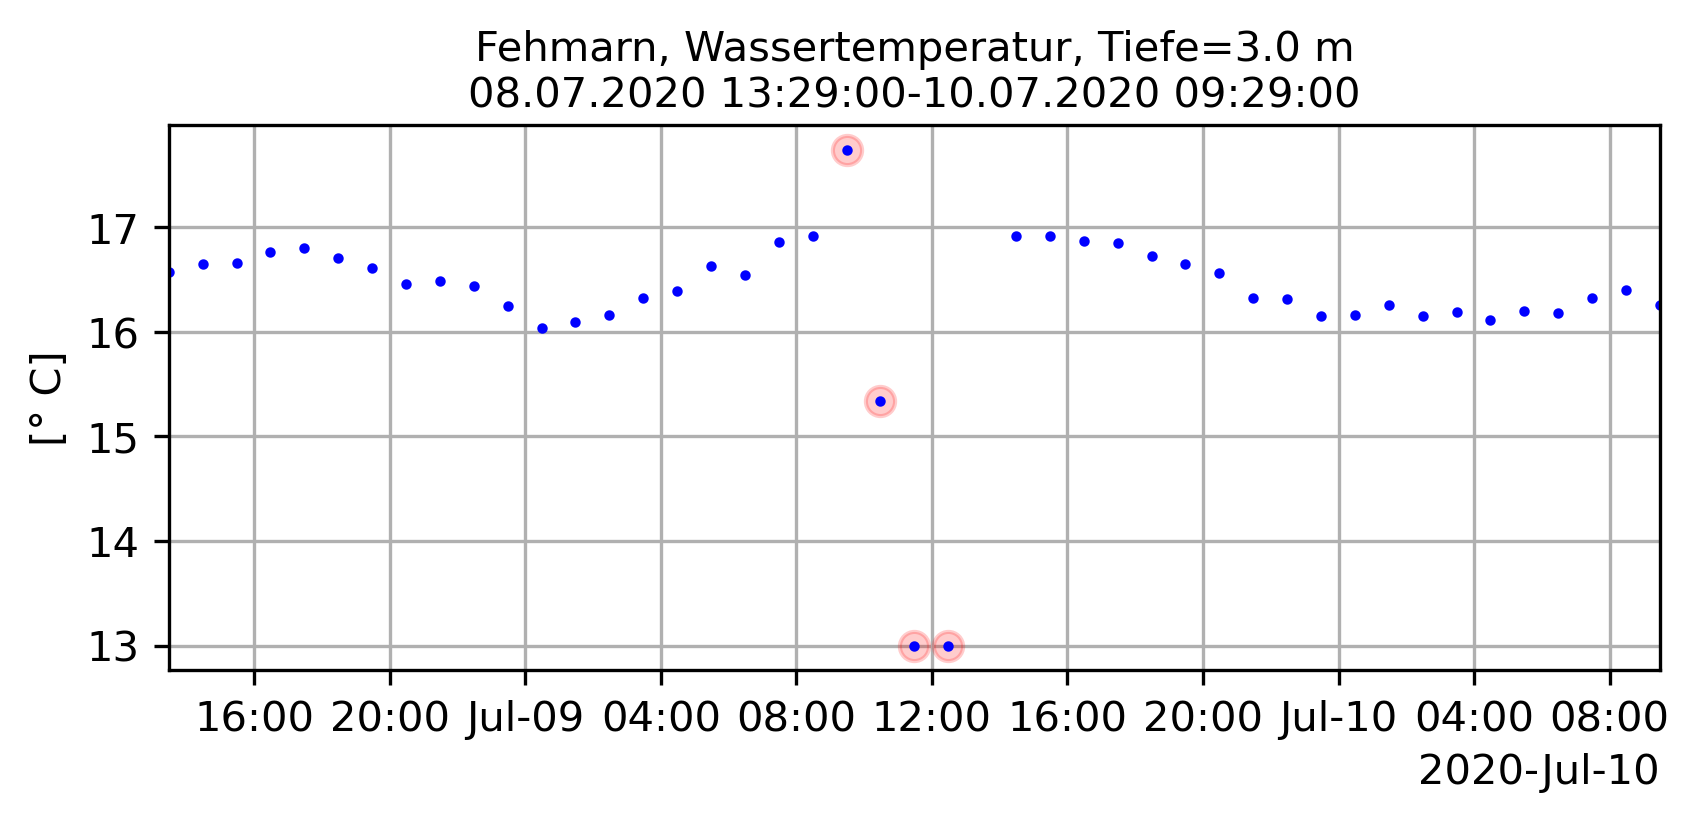 Fehmarn, Wassertemperatur, Tiefe=3.0 m
08.07.2020 13:29:00-10.07.2020 09:29:00
17
16
15
14
13
[° C]
16:00 20:00 Jul-09 04:00 08:00 12:00 16:00 20:00 Jul-10 04:00 08:00
2020-Jul-10